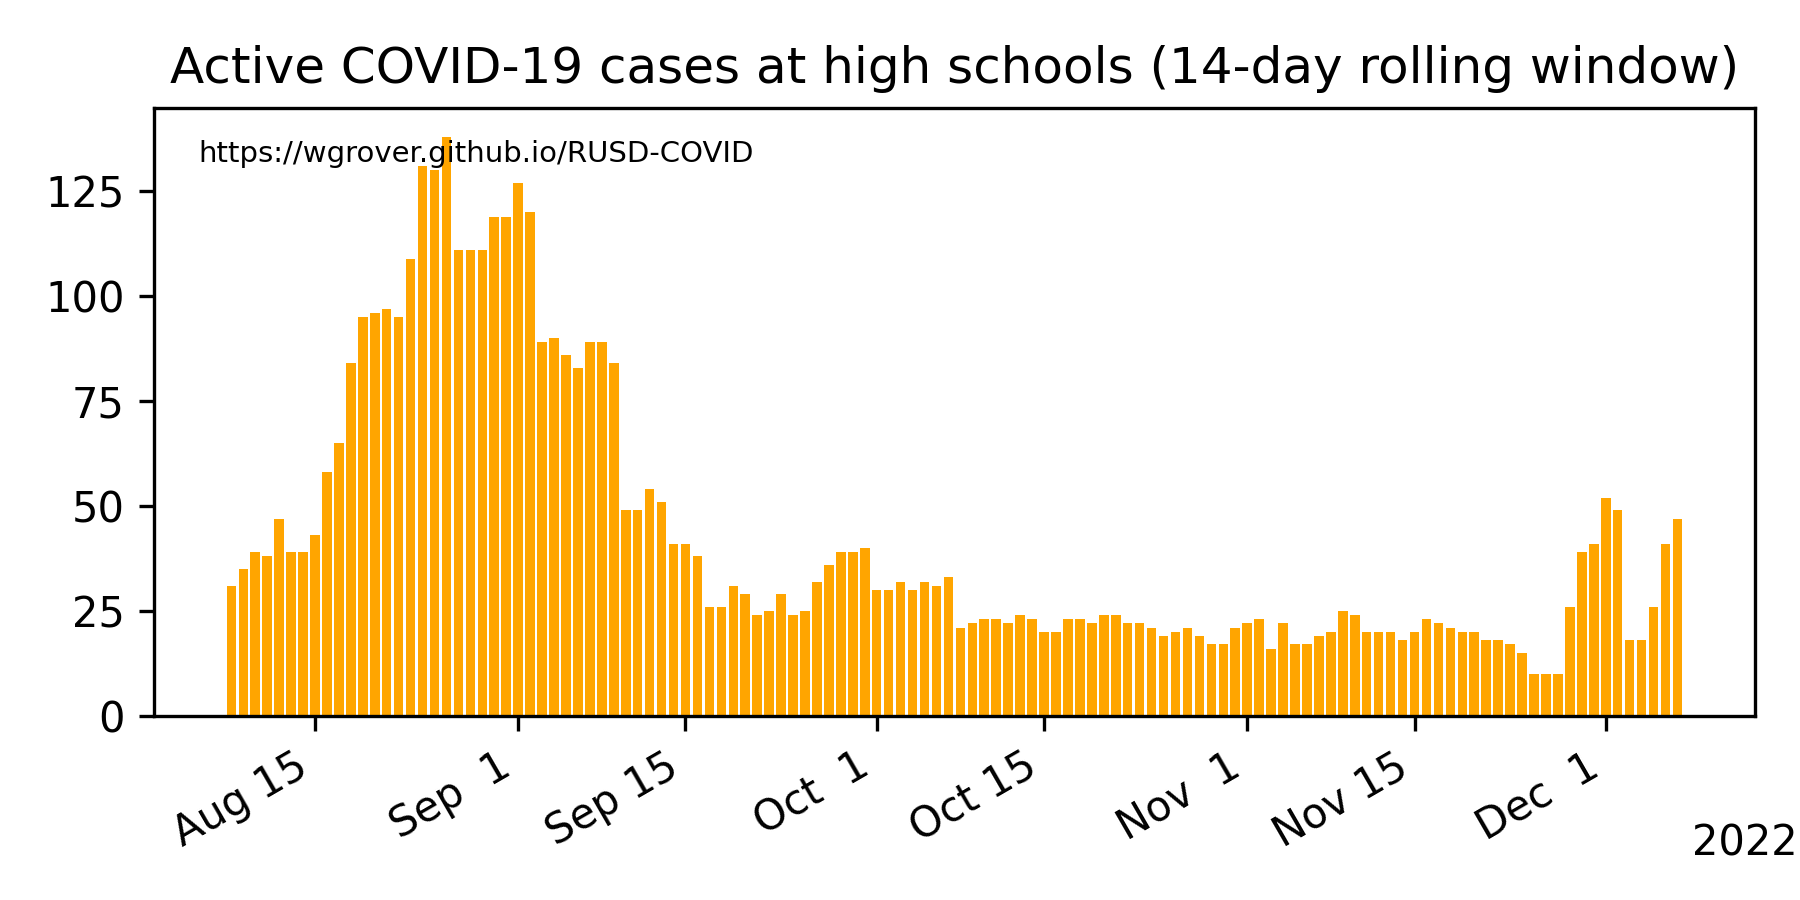 Active COVID-19 cases at high schools (14-day rolling window)
https://wgrover.github.io/RUSD-COVID
125
100
75
50
25
0
Aug 15
Sep 1
Sep 15
Oct 1
Oct 15
Nov 1
Nov 15
Dec 1
2022